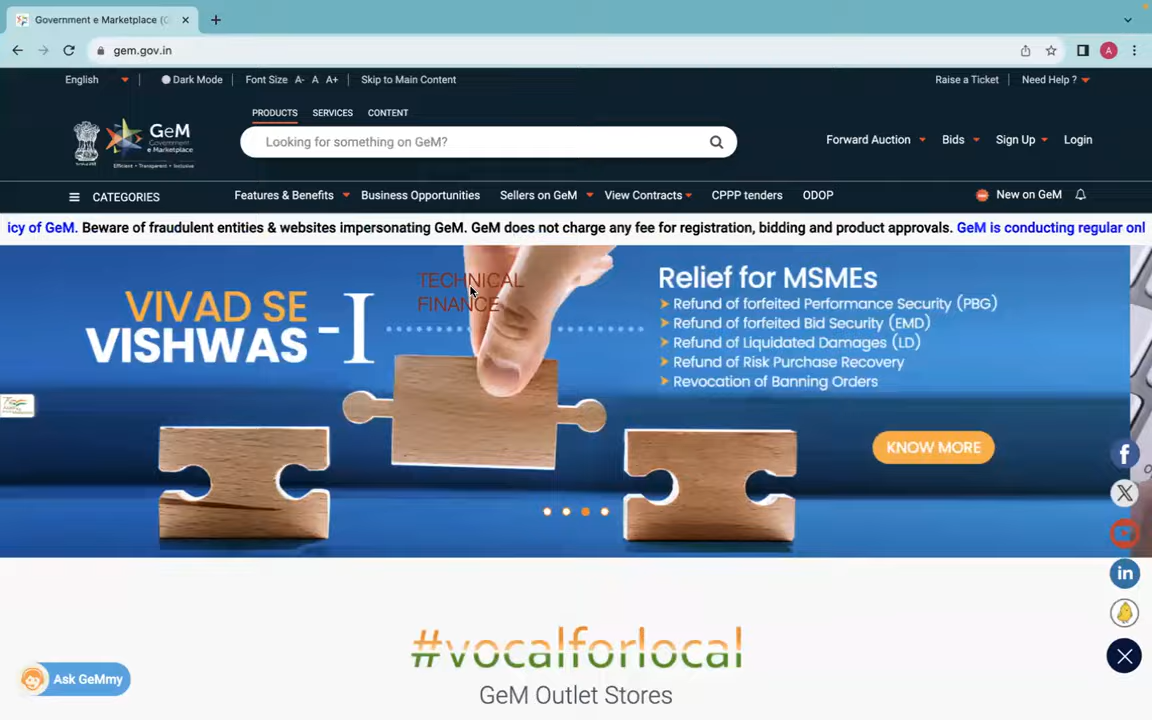 Government e Marketplace (G
gem.gov.in
A
English
Dark Mode
Font Size A- A A+
Skip to Main Content
Raise a Ticket
Need Help ?
PRODUCTS SERVICES CONTENT
GeM
Government
e Marketplace
Efficient • Transparent • Inclusive
Looking for something on GeM?
Forward Auction Bids Sign Up Login
CATEGORIES
Features & Benefits Business Opportunities Sellers on GeM View Contracts CPPP tenders ODOP
New on GeM
icy of GeM. Beware of fraudulent entities & websites impersonating GeM. GeM does not charge any fee for registration, bidding and product approvals. GeM is conducting regular onl
TECHNICAL
FINANCE
VIVAD SE
VISHWAS - I
Relief for MSMEs
Refund of forfeited Performance Security (PBG)
Refund of forfeited Bid Security (EMD)
Refund of Liquidated Damages (LD)
Refund of Risk Purchase Recovery
Revocation of Banning Orders
KNOW MORE
#vocalforlocal
GeM Outlet Stores
Ask GeMmy